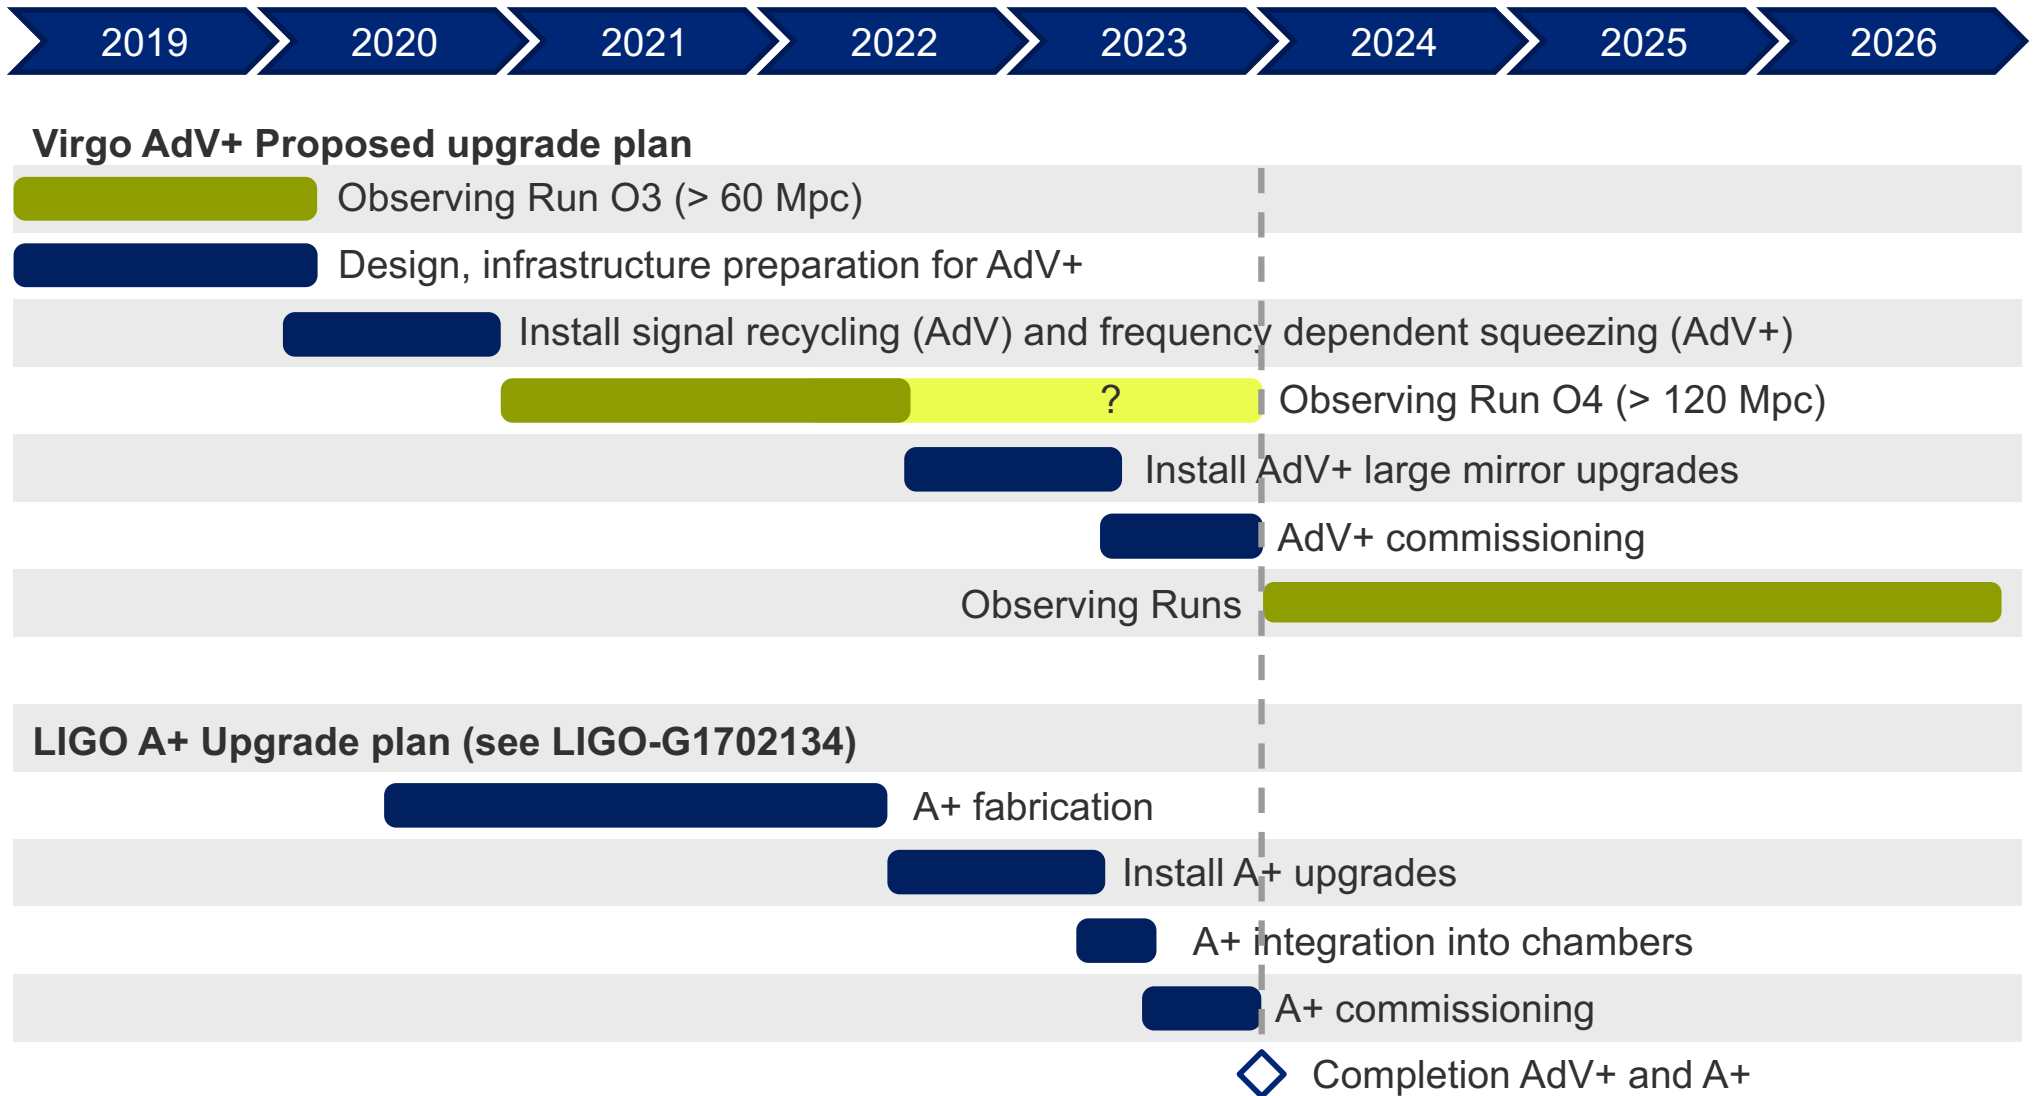 2019 2020 2021 2022 2023 2024 2025 2026
Virgo AdV+ Proposed upgrade plan
Observing Run O3 (> 60 Mpc)
Design, infrastructure preparation for AdV+
Install signal recycling (AdV) and frequency dependent squeezing (AdV+)
? Observing Run O4 (> 120 Mpc)
Install AdV+ large mirror upgrades
AdV+ commissioning
Observing Runs
LIGO A+ Upgrade plan (see LIGO-G1702134)
A+ fabrication
Install A+ upgrades
A+ integration into chambers
A+ commissioning
Completion AdV+ and A+